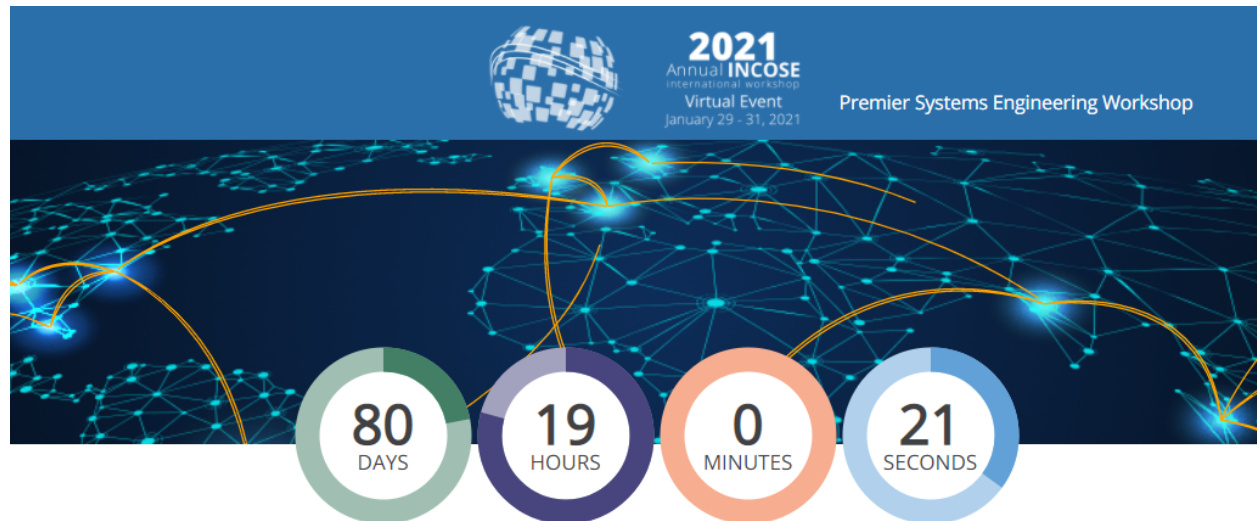 2021
Annual INCOSE
international workshop
Virtual Event
January 29 - 31, 2021
Premier Systems Engineering Workshop
80
DAYS
19
HOURS
0
MINUTES
21
SECONDS